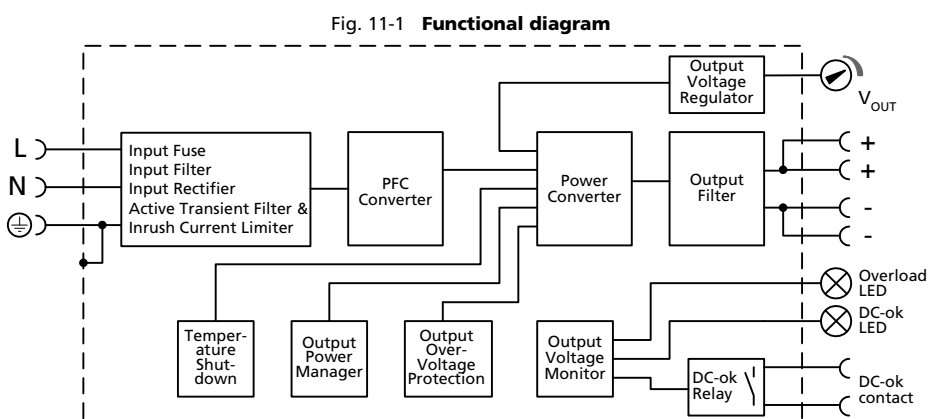 Fig. 11-1 Functional diagram
Output
Voltage
Regulator
V OUT
L
N
Input Fuse
Input Filter
Input Rectifier
Active Transient Filter &
Inrush Current Limiter
PFC
Converter
Power
Converter
Output
Filter
+
+
-
-
Temper-
ature
Shut-
down
Output
Power
Manager
Output
Over-
Voltage
Protection
Output
Voltage
Monitor
Overload
LED
DC-ok
LED
DC-ok
Relay
DC-ok
contact